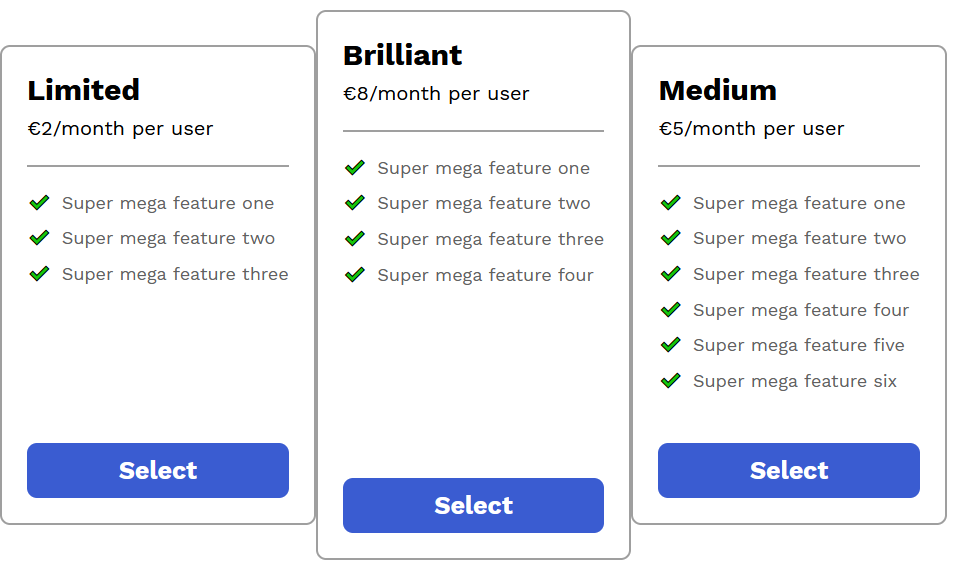 Limited
€2/month per user
Super mega feature one
Super mega feature two
Super mega feature three
Select
Brilliant
€8/month per user
Super mega feature one
Super mega feature two
Super mega feature three
Super mega feature four
Select
Medium
€5/month per user
Super mega feature one
Super mega feature two
Super mega feature three
Super mega feature four
Super mega feature five
Super mega feature six
Select